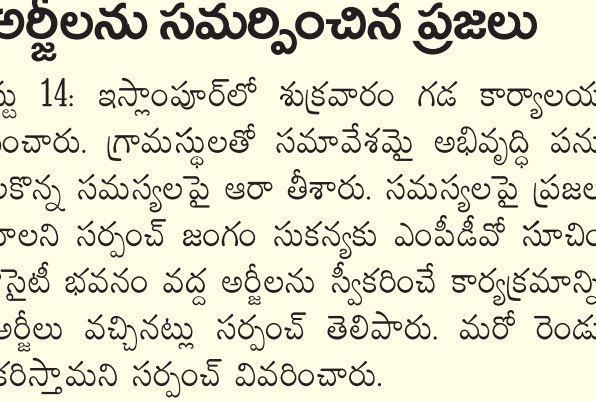 అర్జీలను సమర్పించిన ప్రజలు
14: ఇస్లాంపూర్‌లో శుక్రవారం గడ కార్యాలయ
ంచారు. గ్రామస్థులతో సమావేశమై అభివృద్ధి పను
లకొన్న సమస్యలపై ఆరా తీశారు. సమస్యలపై ప్రజల
ాలని సర్పంచ్ జంగం సుకన్యకు ఎంపీడీవో సూచిం
సైటీ భవనం వద్ద అర్జీలను స్వీకరించే కార్యక్రమాన్ని
అర్జీలు వచ్చినట్లు సర్పంచ్ తెలిపారు. మరో రెండు
కరిస్తామని సర్పంచ్ వివరించారు.